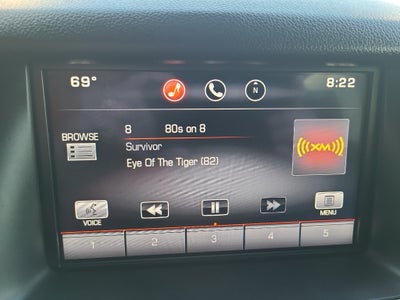 69° N 8:22
BROWSE
8 80s on 8
Survivor
Eye Of The Tiger (82)
((XM))
VOICE
MENU
1 2 3 4 5